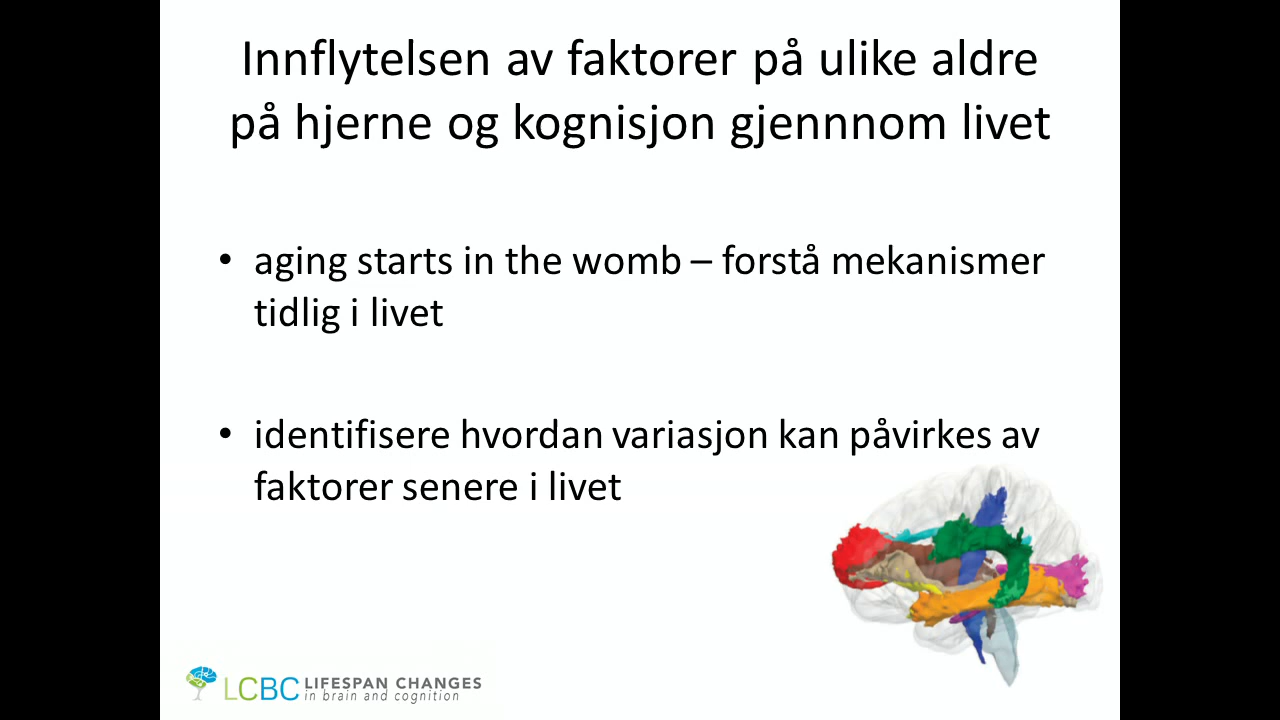 Innflytelsen av faktorer på ulike aldre
på hjerne og kognisjon gjennnom livet
• aging starts in the womb – forstå mekanismer
tidlig i livet
• identifisere hvordan variasjon kan påvirkes av
faktorer senere i livet
LCBC LIFESPAN CHANGES
in brain and cognition